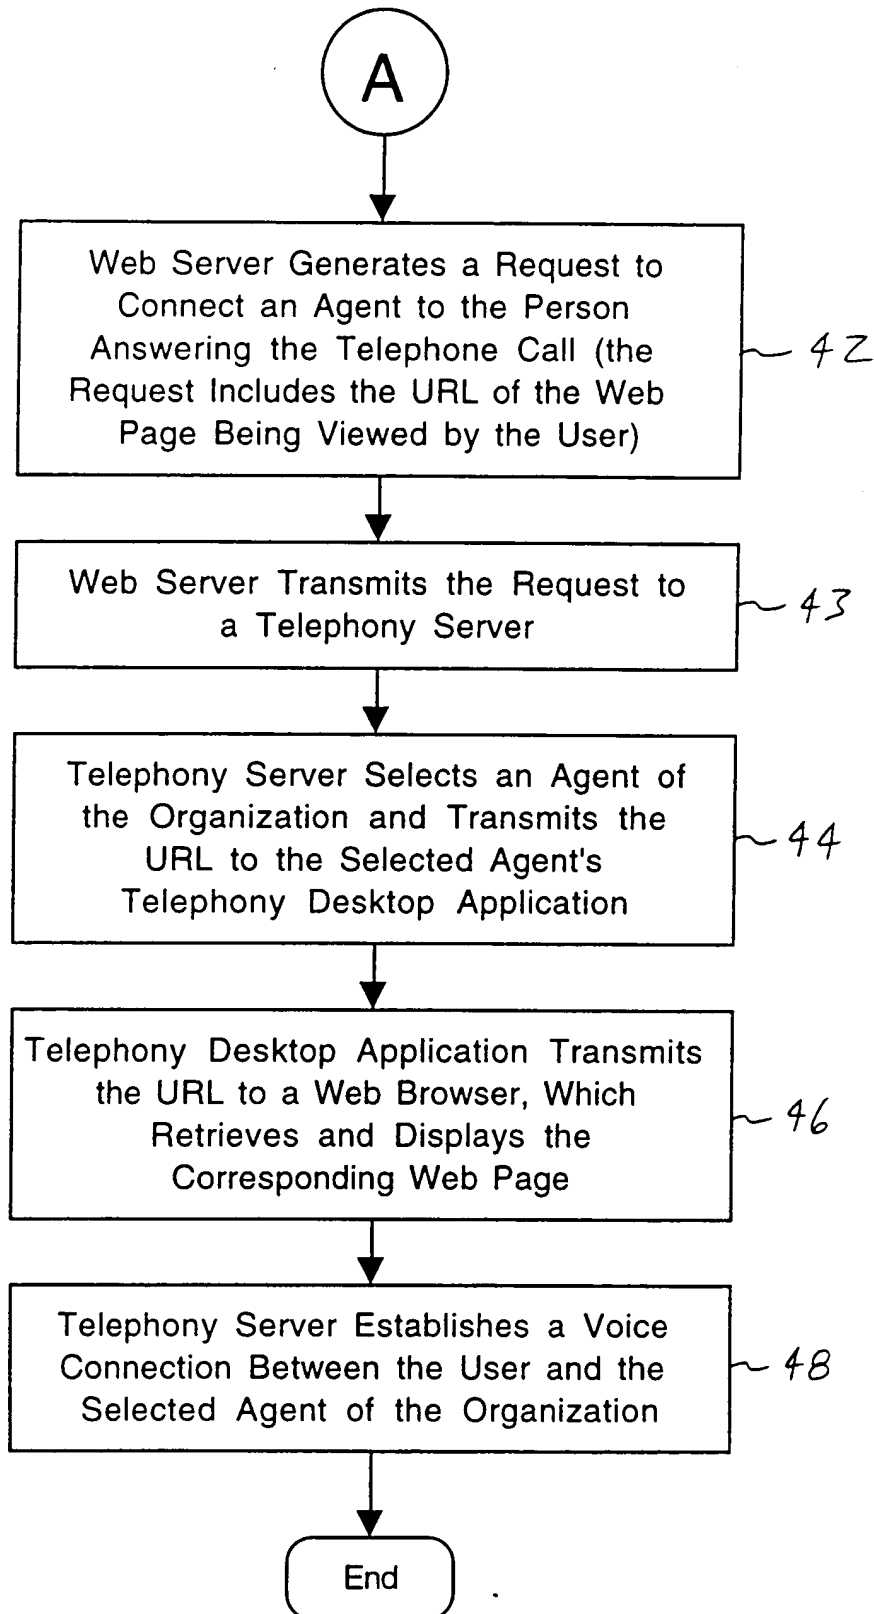 A
Web Server Generates a Request to
Connect an Agent to the Person
Answering the Telephone Call (the
Request Includes the URL of the Web
Page Being Viewed by the User)
42
Web Server Transmits the Request to
a Telephony Server
43
Telephony Server Selects an Agent of
the Organization and Transmits the
URL to the Selected Agent's
Telephony Desktop Application
44
Telephony Desktop Application Transmits
the URL to a Web Browser, Which
Retrieves and Displays the
Corresponding Web Page
46
Telephony Server Establishes a Voice
Connection Between the User and the
Selected Agent of the Organization
48
End